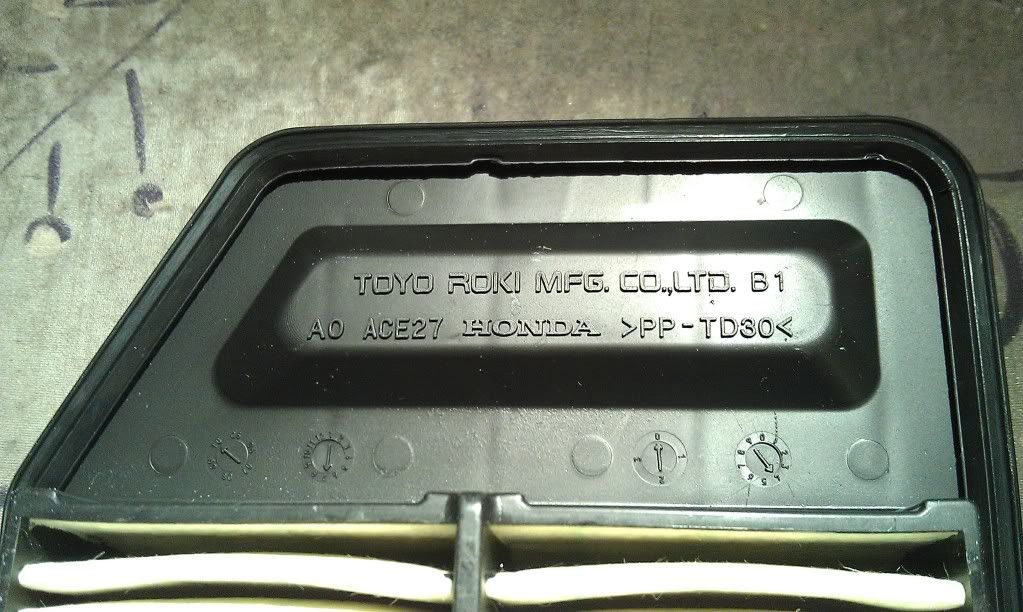 TOYO ROKI MFG. CO.,LTD. B1
A0 ACE27 HONDA >PP-TD30<